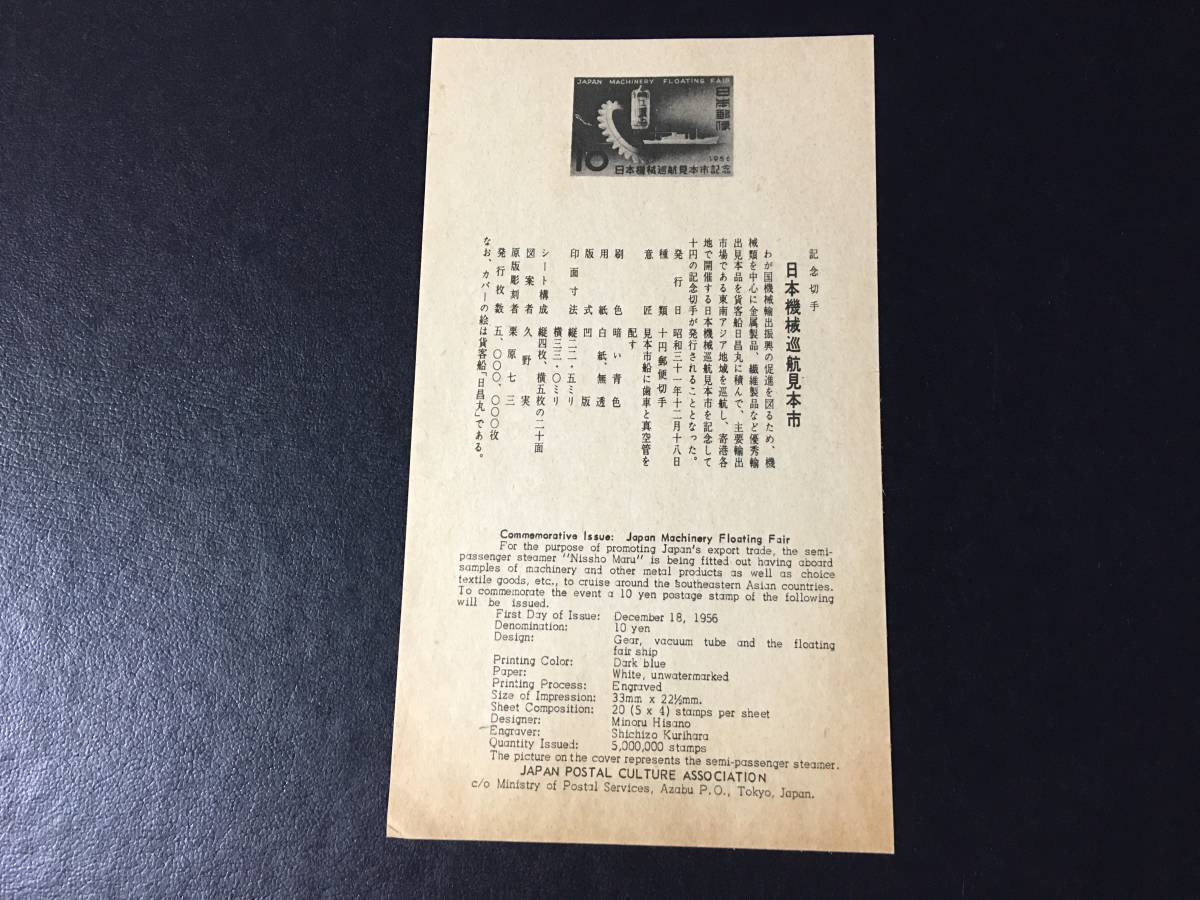 JAPAN MACHINERY FLOATING FAIR
日本郵便
10
1956
日本機械巡航見本市記念
記念切手
日本機械巡航見本市
わが国機械輸出振興の促進を図るため、機
械類を中心に金属製品、繊維製品など優秀輸
出見本品を貨客船日昌丸に積んで、主要輸出
市場である東南アジア地域を巡航し、寄港各
地で開催する日本機械巡航見本市を記念して
十円の記念切手が発行されることとなった。
発行日 昭和三十一年十二月十八日
種類 十円郵便切手
意匠 見本市船に歯車と真空管を
配す
刷色 暗い青色
用紙 白紙、無透
版式 凹版
印面寸法 縦二二・五ミリ
横三三・〇ミリ
シート構成 縦四枚、横五枚の二十面
図案者 久野実
原版彫刻者 栗原七三
発行枚数 五、〇〇〇、〇〇〇枚
なお、カバーの絵は貨客船「日昌丸」である。
Commemorative Issue: Japan Machinery Floating Fair
For the purpose of promoting Japan's export trade, the semi-
passenger steamer "Nissho Maru" is being fitted out having aboard
samples of machinery and other metal products as well as choice
textile goods, etc., to cruise around the Southeastern Asian countries.
To commemorate the event a 10 yen postage stamp of the following
will be issued.
First Day of Issue: December 18, 1956
Denomination: 10 yen
Design: Gear, vacuum tube and the floating
fair ship
Printing Color: Dark blue
Paper: White, unwatermarked
Printing Process: Engraved
Size of Impression: 33mm x 22½mm.
Sheet Composition: 20 (5 x 4) stamps per sheet
Designer: Minoru Hisano
Engraver: Shichizo Kurihara
Quantity Issued: 5,000,000 stamps
The picture on the cover represents the semi-passenger steamer.
JAPAN POSTAL CULTURE ASSOCIATION
c/o Ministry of Postal Services, Azabu P.O., Tokyo, Japan.